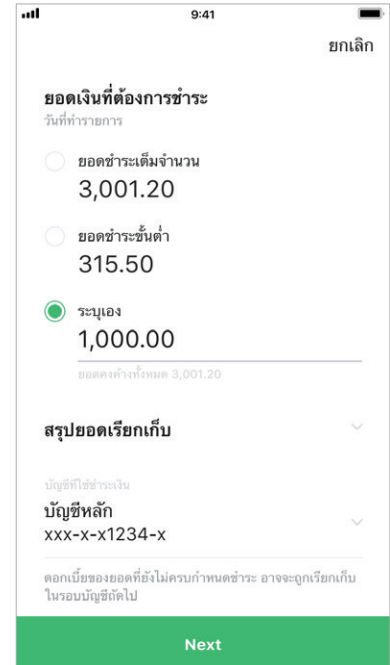 9:41
ยกเลิก
ยอดเงินที่ต้องการชำระ
วันที่ทำรายการ
ยอดชำระเต็มจำนวน
3,001.20
ยอดชำระขั้นต่ำ
315.50
ระบุเอง
1,000.00
ยอดคงค้างทั้งหมด 3,001.20
สรุปยอดเรียกเก็บ
บัญชีที่ใช้ชำระเงิน
บัญชีหลัก
xxx-x-x1234-x
ดอกเบี้ยของยอดที่ยังไม่ครบกำหนดชำระ อาจจะถูกเรียกเก็บ
ในรอบบัญชีถัดไป
Next